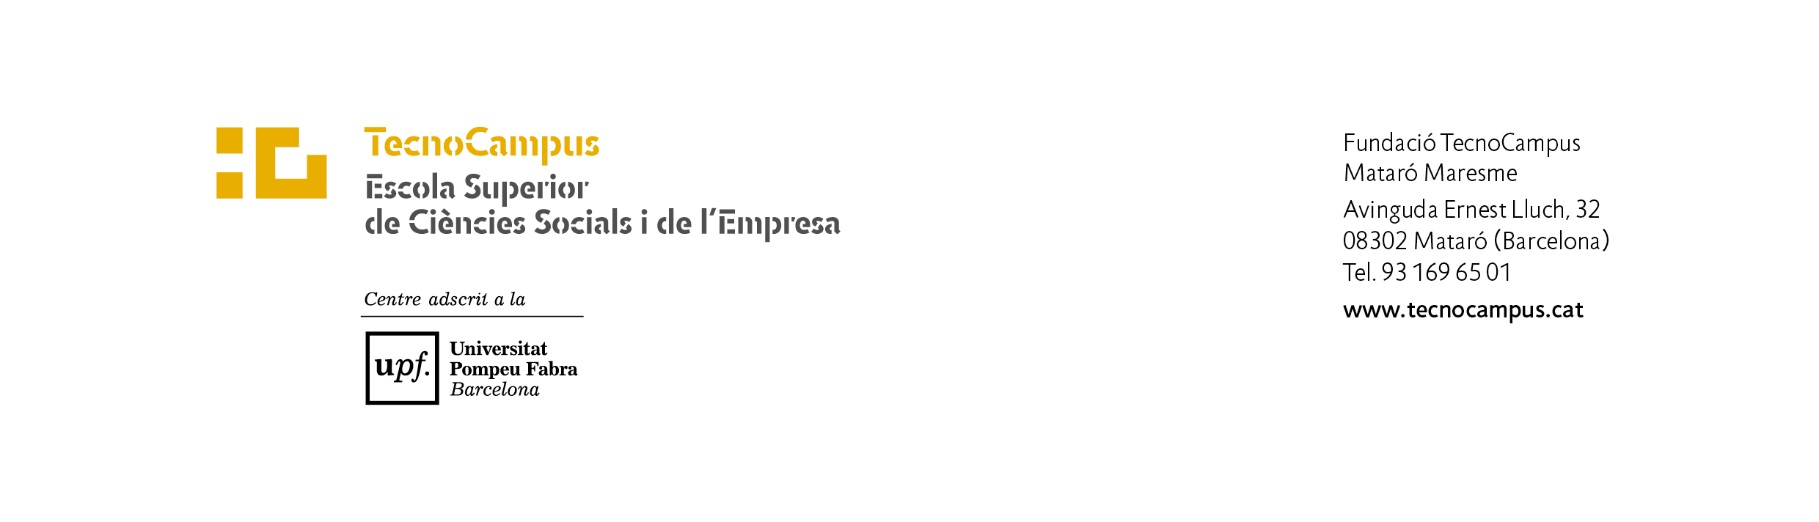 TecnoCampus
Escola Superior
de Ciències Socials i de l'Empresa
Centre adscrit a la
upf.
Universitat
Pompeu Fabra
Barcelona
Fundació TecnoCampus
Mataró Maresme
Avinguda Ernest Lluch, 32
08302 Mataró (Barcelona)
Tel. 93 169 65 01
www.tecnocampus.cat